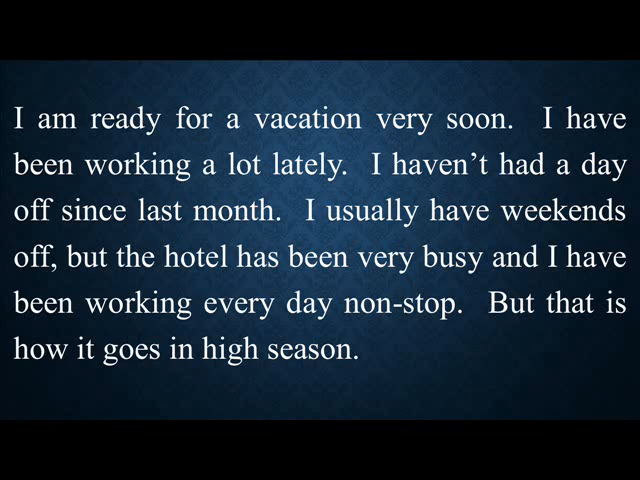 I am ready for a vacation very soon.  I have
been working a lot lately.  I haven’t had a day
off since last month.  I usually have weekends
off, but the hotel has been very busy and I have
been working every day non-stop.  But that is
how it goes in high season.